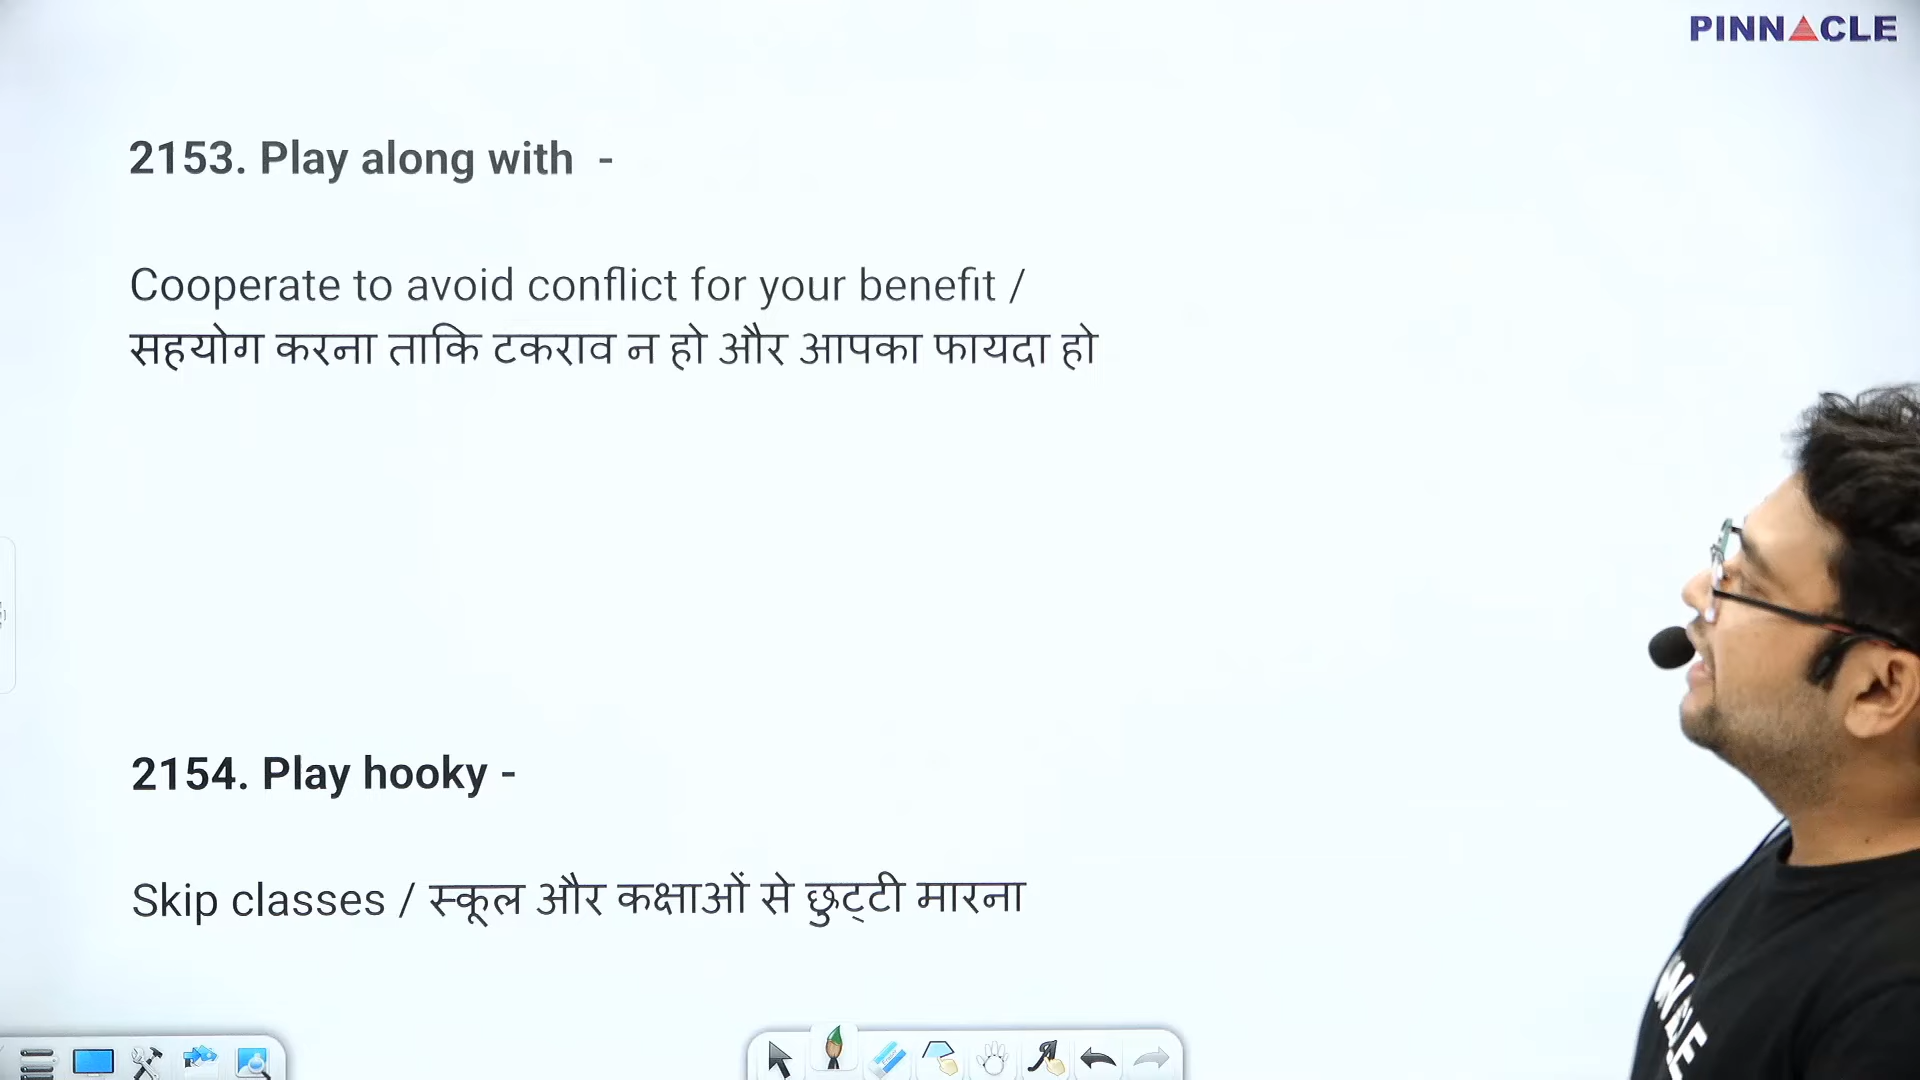 PINNACLE
2153. Play along with -
Cooperate to avoid conflict for your benefit /
सहयोग करना ताकि टकराव न हो और आपका फायदा हो
2154. Play hooky -
Skip classes / स्कूल और कक्षाओं से छुट्टी मारना